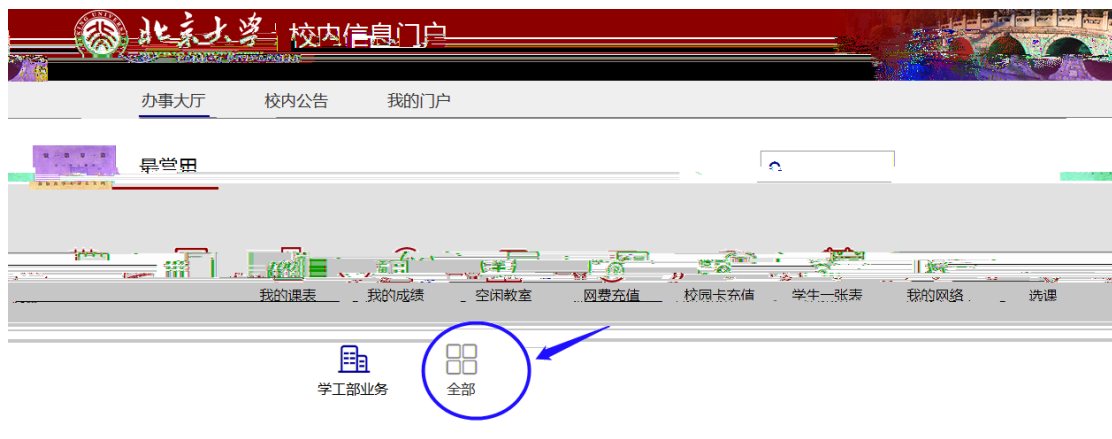 北京大学 校内信息门户
办事大厅 校内公告 我的门户
最常用
我的课表 我的成绩 空闲教室 网费充值 校园卡充值 学生一张表 我的网络 选课
学工部业务 全部